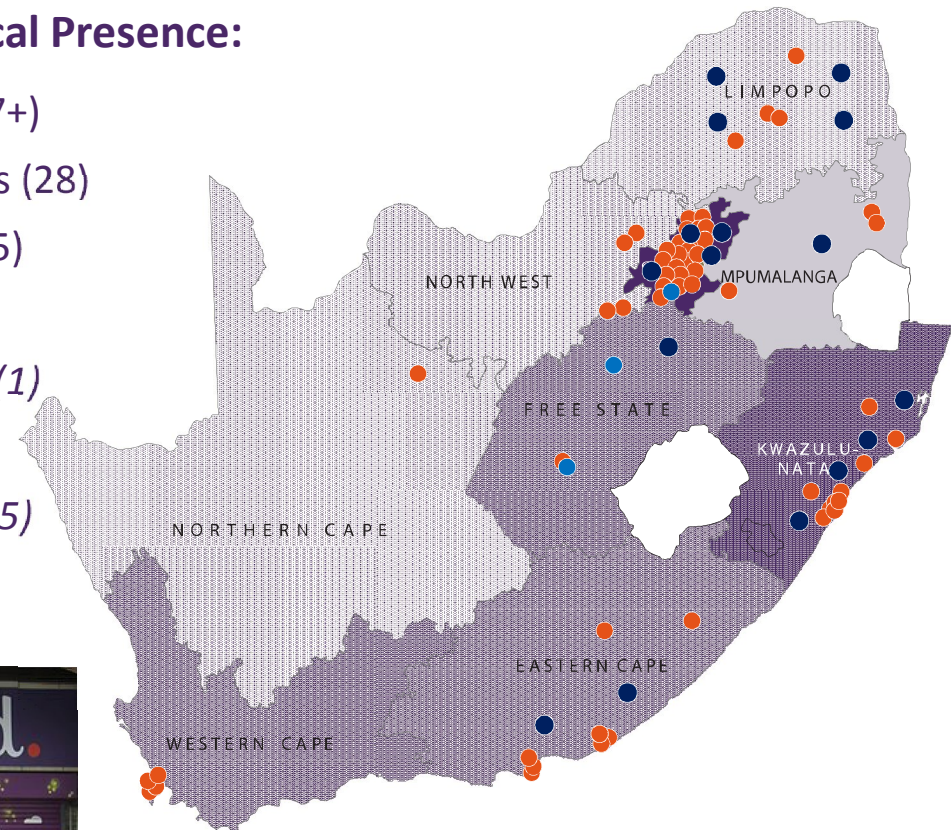 cal Presence:
7+)
s (28)
5)
(1)
5)
LIMPOPO
NORTH WEST
MPUMALANGA
FREE STATE
KWAZULU-
NATA
NORTHERN CAPE
EASTERN CAPE
WESTERN CAPE
d.